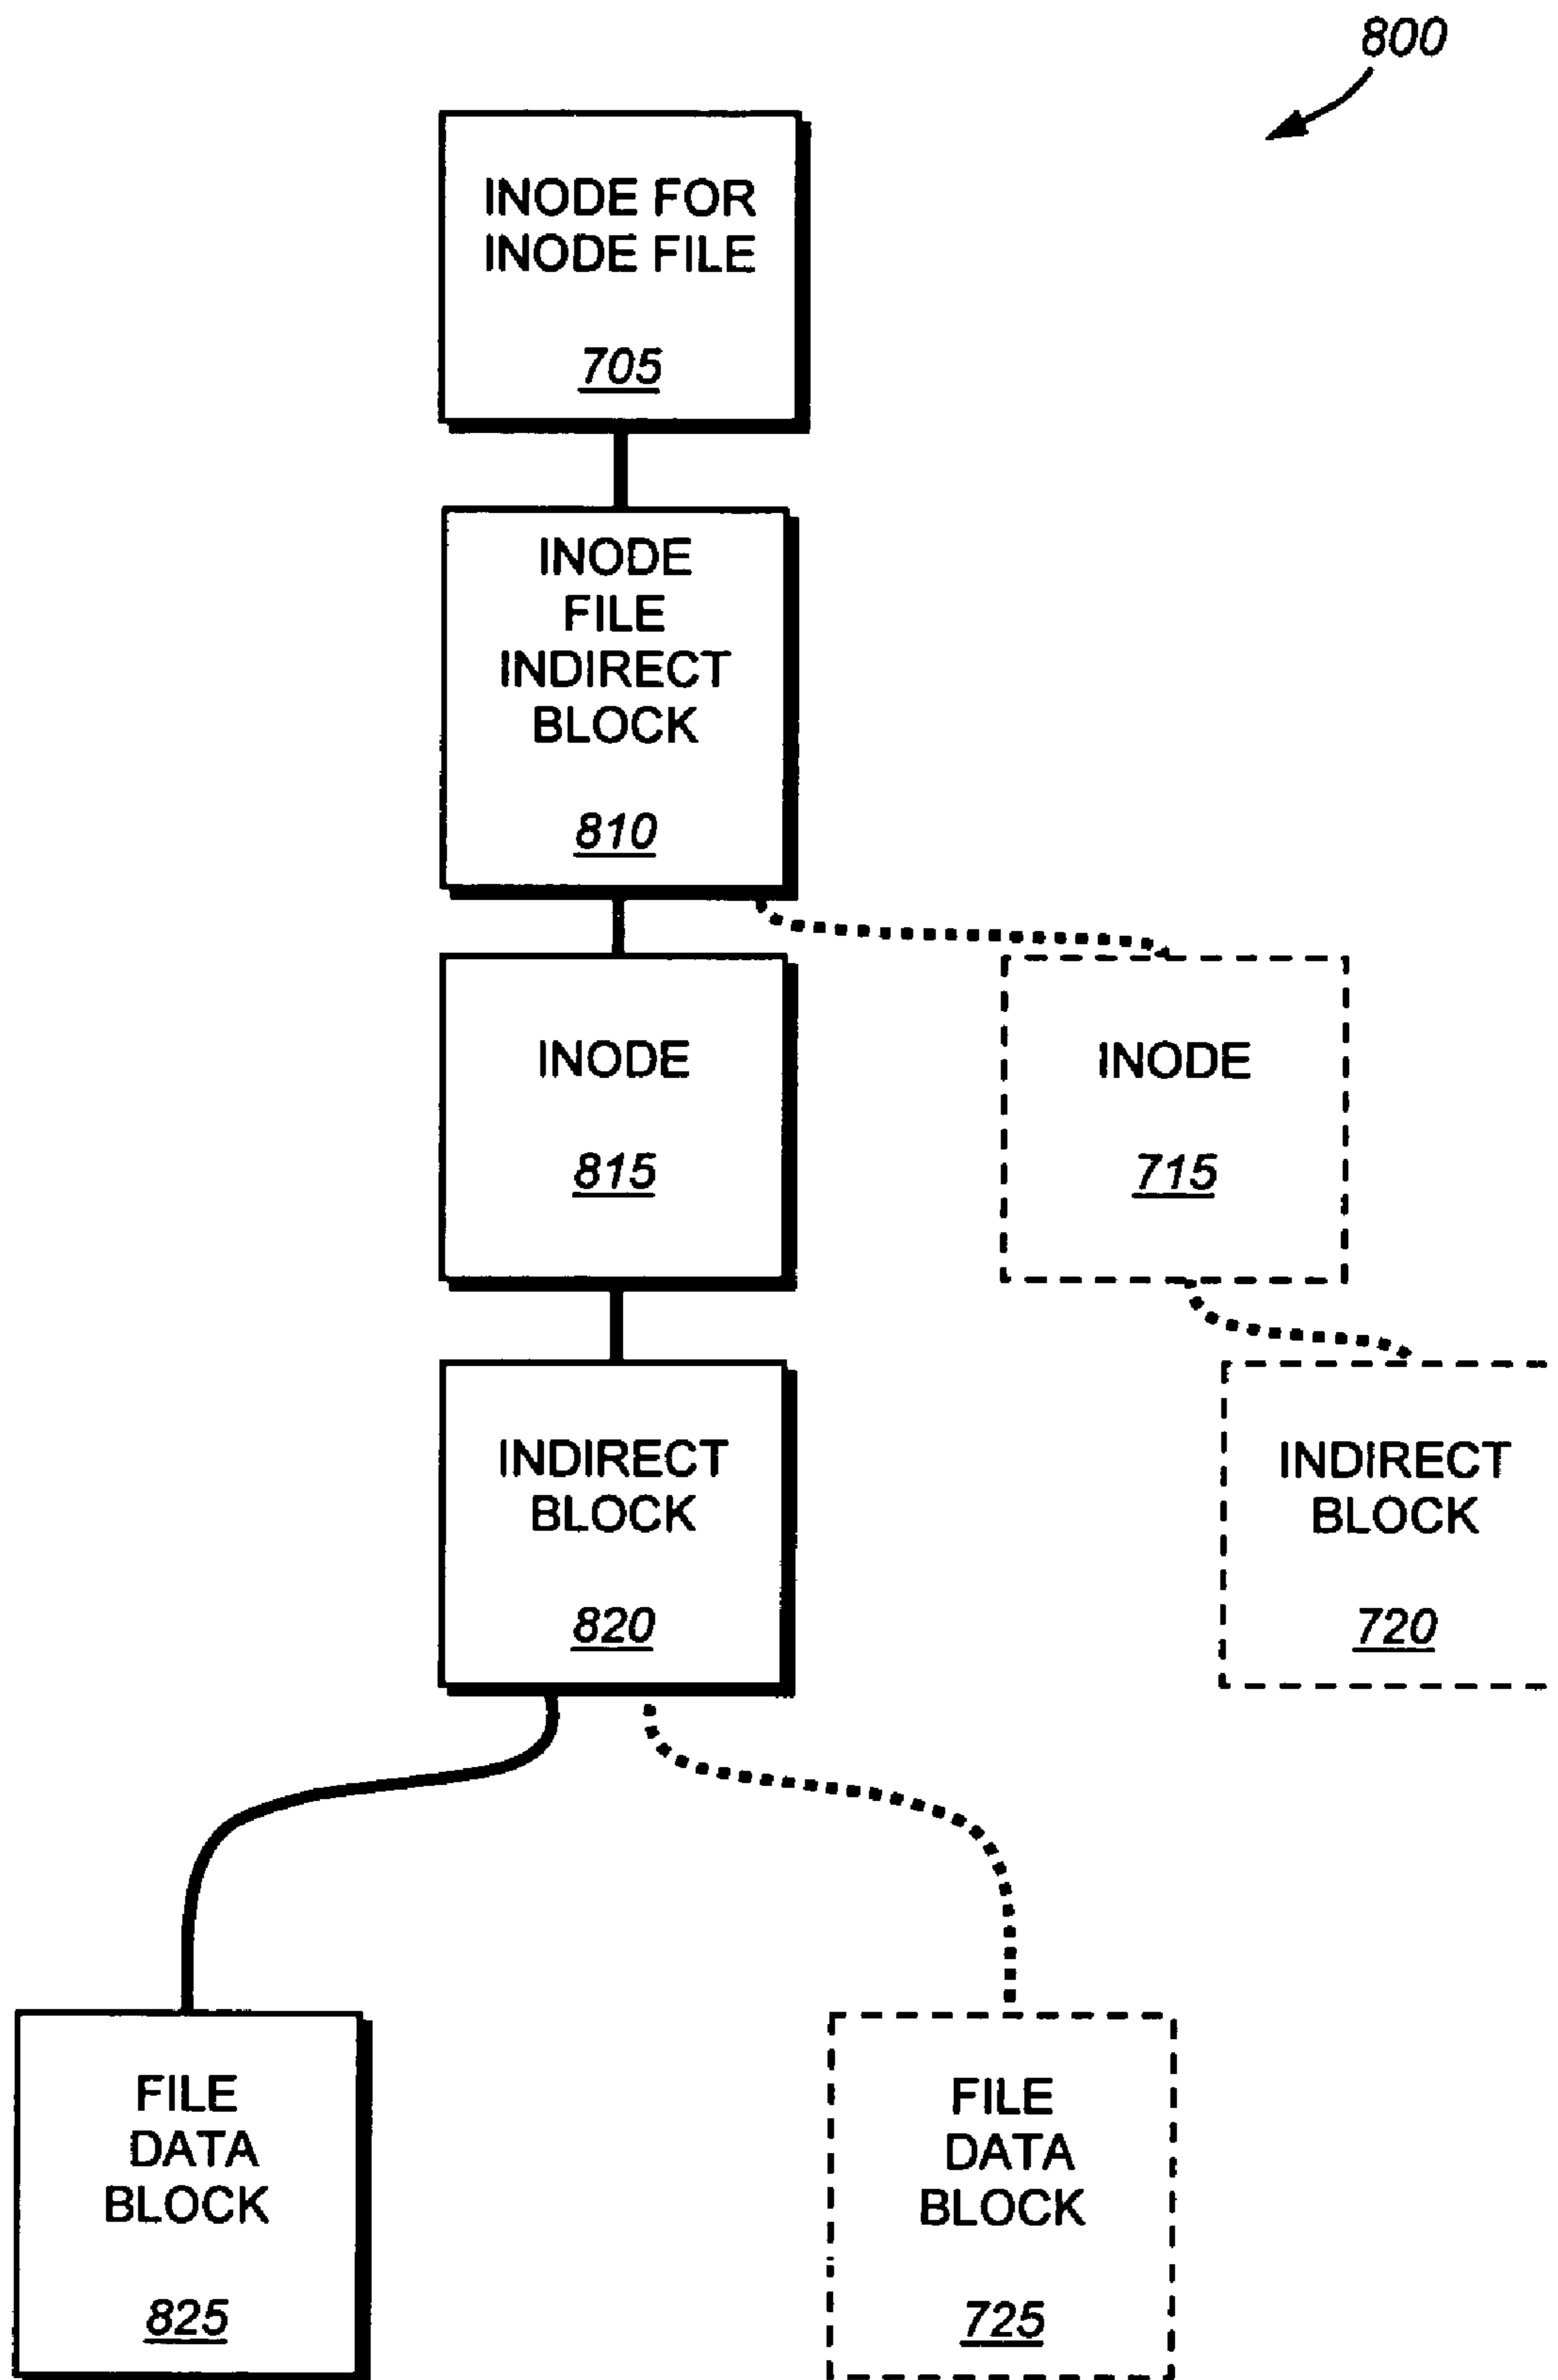 800
INODE FOR
INODE FILE
705
INODE
FILE
INDIRECT
BLOCK
810
INODE
815
INODE
715
INDIRECT
BLOCK
820
INDIRECT
BLOCK
720
FILE
DATA
BLOCK
825
FILE
DATA
BLOCK
725